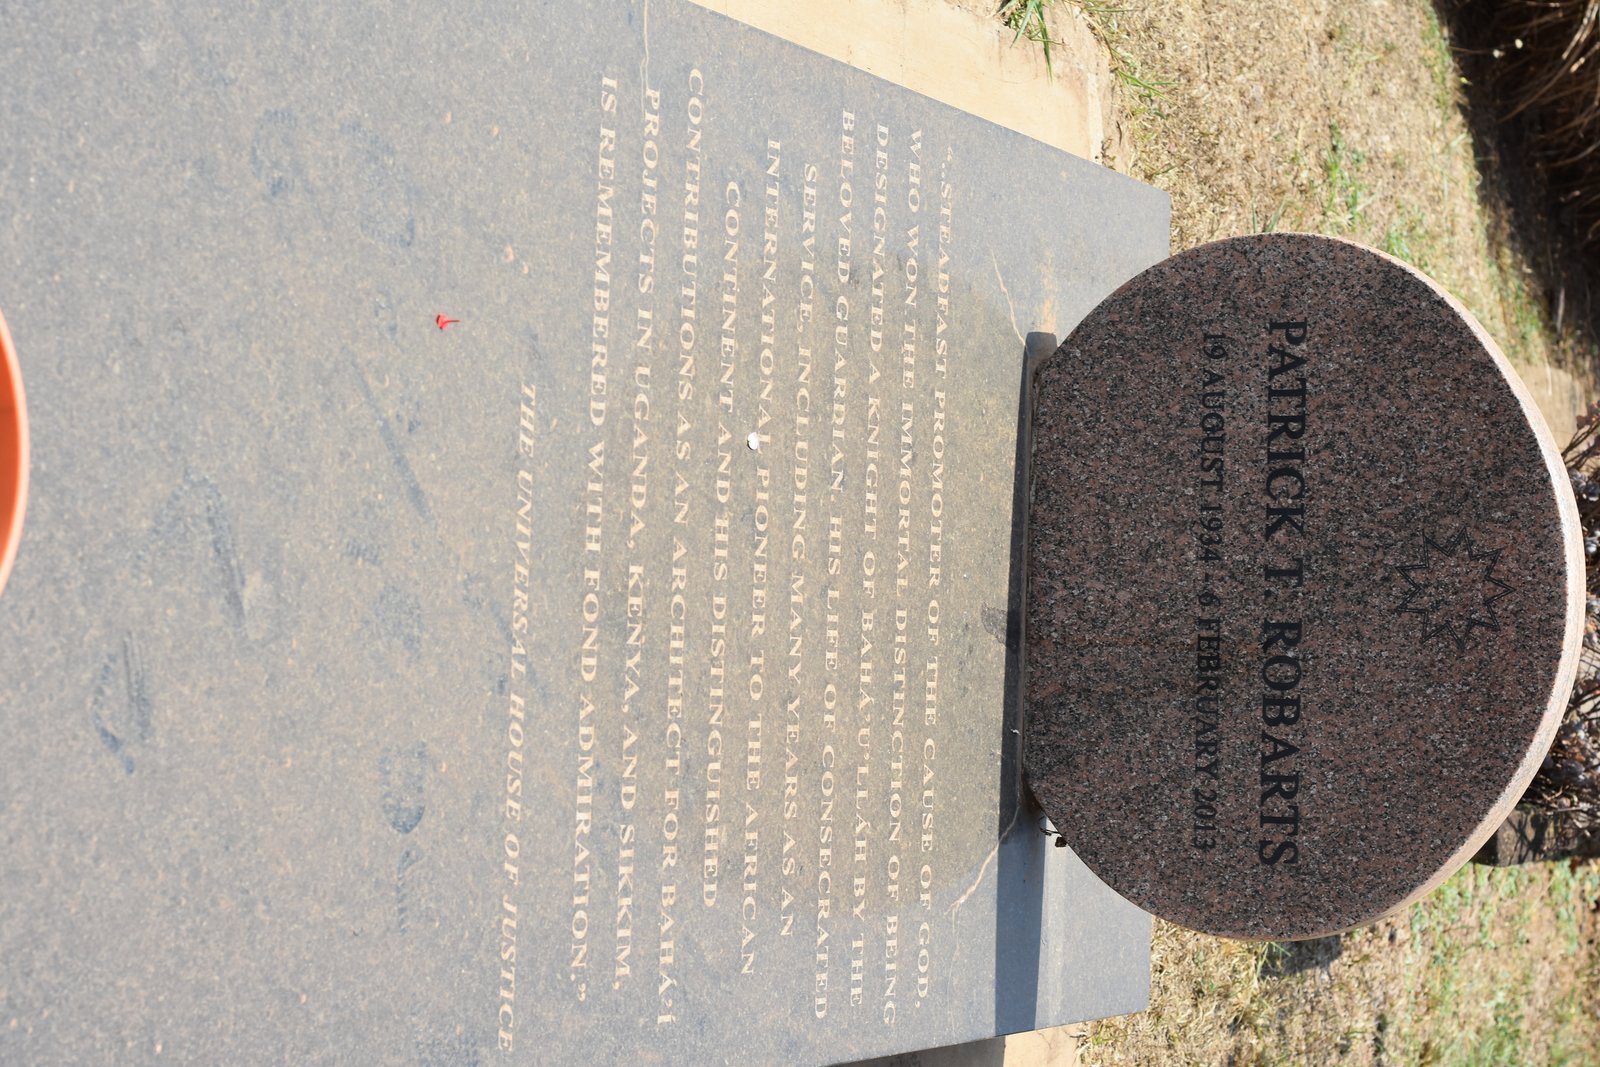 PATRICK T. ROBARTS
19 AUGUST 1934 - 6 FEBRUARY 2013
"...STEADFAST PROMOTER OF THE CAUSE OF GOD,
WHO WON THE IMMORTAL DISTINCTION OF BEING
DESIGNATED A KNIGHT OF BAHÁ'U'LLÁH BY THE
BELOVED GUARDIAN, HIS LIFE OF CONSECRATED
SERVICE, INCLUDING MANY YEARS AS AN
INTERNATIONAL PIONEER TO THE AFRICAN
CONTINENT AND HIS DISTINGUISHED
CONTRIBUTIONS AS AN ARCHITECT FOR BAHÁ'Í
PROJECTS IN UGANDA, KENYA, AND SIKKIM,
IS REMEMBERED WITH FOND ADMIRATION."
THE UNIVERSAL HOUSE OF JUSTICE